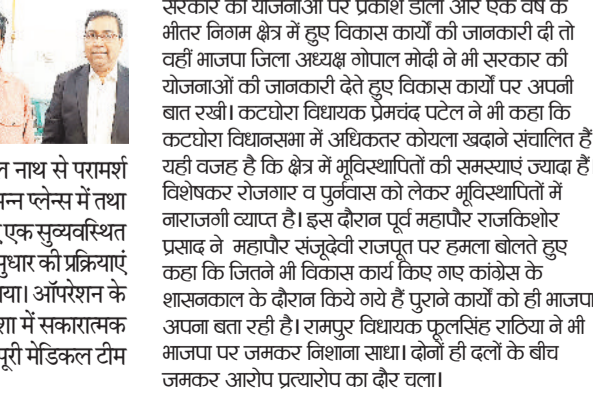 ल नाथ से परामर्श
न्न प्लेन्स में तथा
एक सुव्यवस्थित
सुधार की प्रक्रियाएं
या। ऑपरेशन के
शा में सकारात्मक
पूरी मेडिकल टीम
सरकार की योजनाओं पर प्रकाश डाला और एक वर्ष के
भीतर निगम क्षेत्र में हुए विकास कार्यों की जानकारी दी तो
वहीं भाजपा जिला अध्यक्ष गोपाल मोदी ने भी सरकार की
योजनाओं की जानकारी देते हुए विकास कार्यों पर अपनी
बात रखी। कटघोरा विधायक प्रेमचंद पटेल ने भी कहा कि
कटघोरा विधानसभा में अधिकतर कोयला खदाने संचालित हैं
यही वजह है कि क्षेत्र में भूविस्थापितों की समस्याएं ज्यादा हैं।
विशेषकर रोजगार व पुर्नवास को लेकर भूविस्थापितों में
नाराजगी व्याप्त है। इस दौरान पूर्व महापौर राजकिशोर
प्रसाद ने महापौर संजूदेवी राजपूत पर हमला बोलते हुए
कहा कि जितने भी विकास कार्य किए गए कांग्रेस के
शासनकाल के दौरान किये गये हैं पुराने कार्यों को ही भाजपा
अपना बता रही है। रामपुर विधायक फूलसिंह राठिया ने भी
भाजपा पर जमकर निशाना साधा। दोनों ही दलों के बीच
जमकर आरोप प्रत्यारोप का दौर चला।